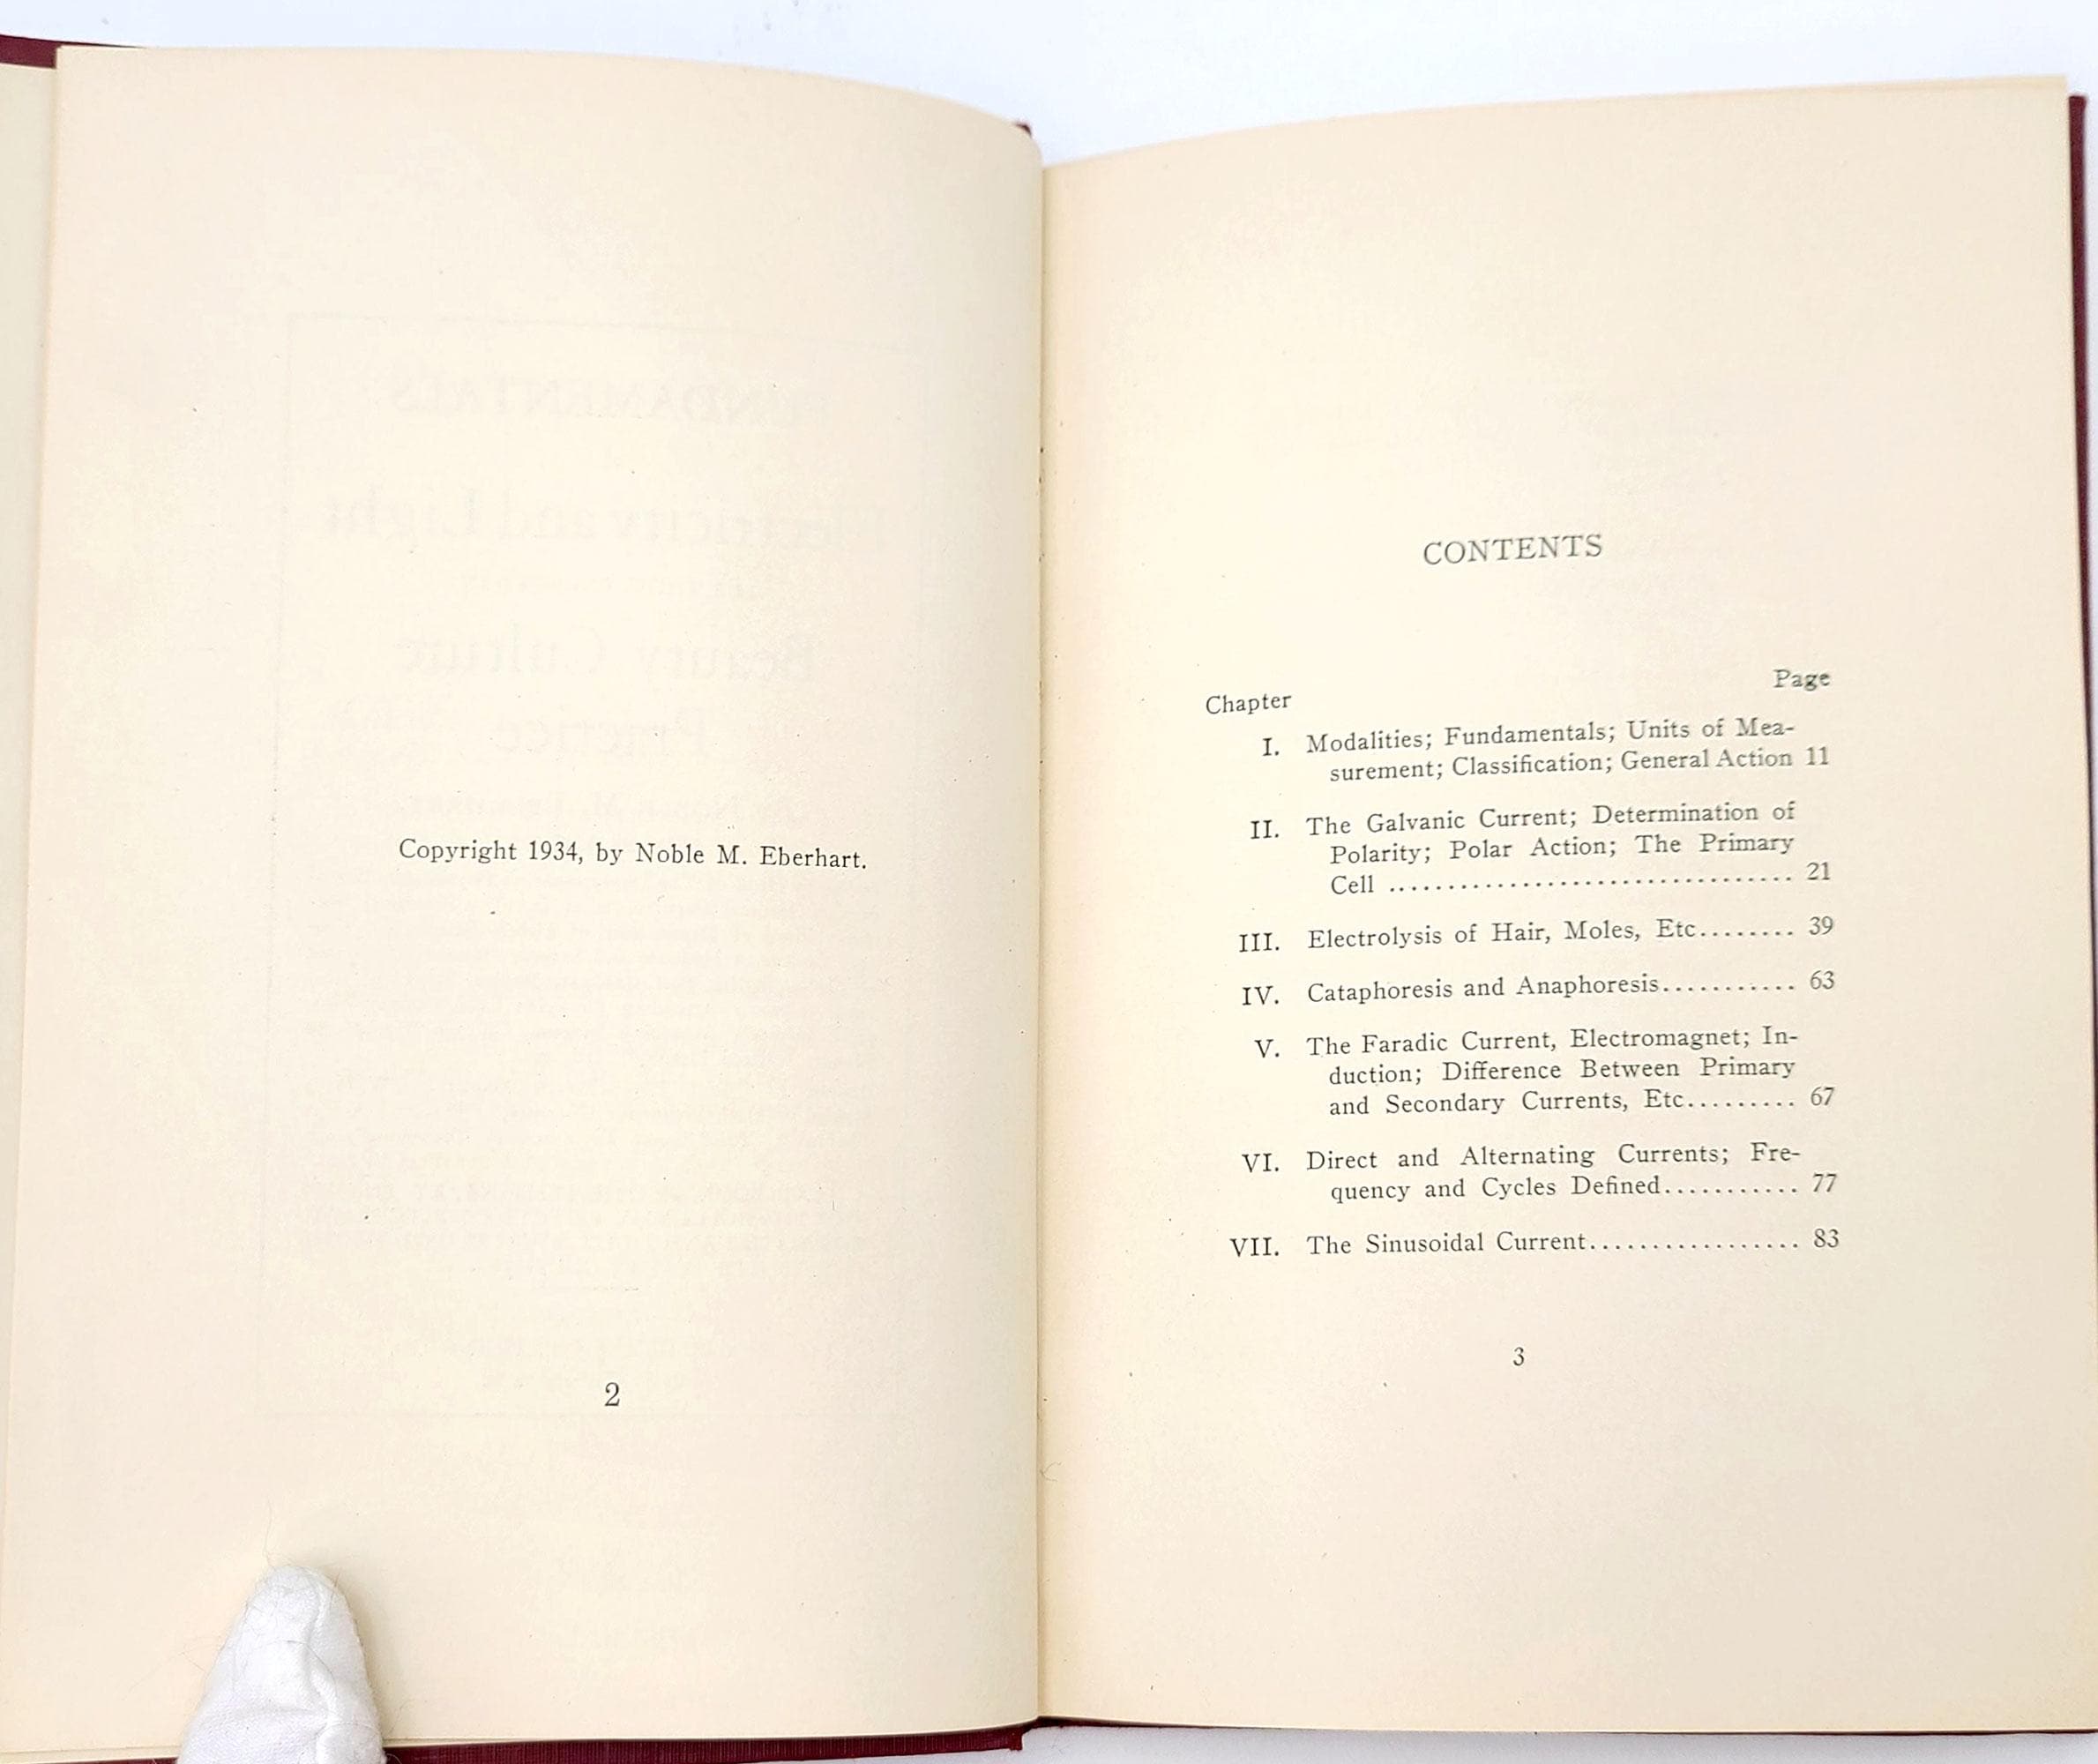 Copyright 1934, by Noble M. Eberhart.
2
CONTENTS
Page
Chapter
I. Modalities; Fundamentals; Units of Mea-
surement; Classification; General Action 11
II. The Galvanic Current; Determination of
Polarity; Polar Action; The Primary
Cell .................................. 21
III. Electrolysis of Hair, Moles, Etc........ 39
IV. Cataphoresis and Anaphoresis........... 63
V. The Faradic Current, Electromagnet; In-
duction; Difference Between Primary
and Secondary Currents, Etc......... 67
VI. Direct and Alternating Currents; Fre-
quency and Cycles Defined........... 77
VII. The Sinusoidal Current................. 83
3